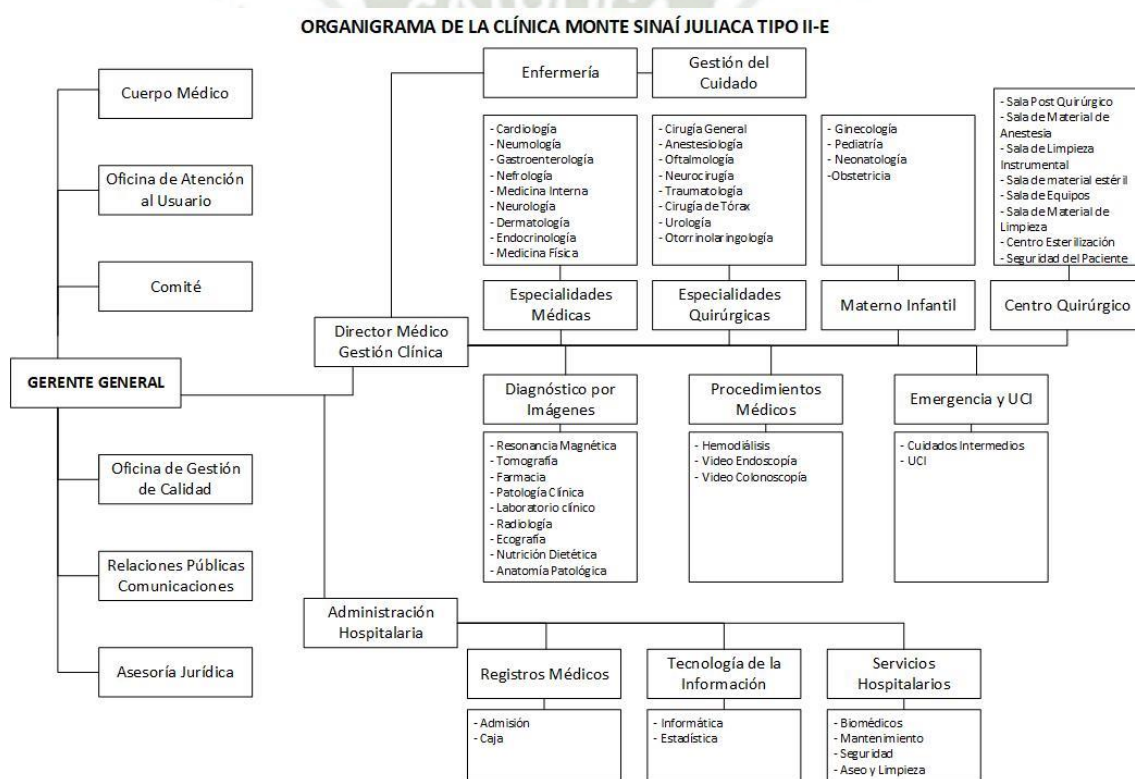 ORGANIGRAMA DE LA CLÍNICA MONTE SINAÍ JULIACA TIPO II-E
Cuerpo Médico
Oficina de Atención
al Usuario
Comité
GERENTE GENERAL
Oficina de Gestión
de Calidad
Relaciones Públicas
Comunicaciones
Asesoría Jurídica
Enfermería
Gestión del
Cuidado
- Cardiología
- Neumología
- Gastroenterología
- Nefrología
- Medicina Interna
- Neurología
- Dermatología
- Endocrinología
- Medicina Física
- Cirugía General
- Anestesiología
- Oftalmología
- Neurocirugía
- Traumatología
- Cirugía de Tórax
- Urología
- Otorrinolaringología
- Ginecología
- Pediatría
- Neonatología
-Obstetricia
- Sala Post Quirúrgico
- Sala de Material de
Anestesia
- Sala de Limpieza
Instrumental
- Sala de material estéril
- Sala de Equipos
- Sala de Material de
Limpieza
- Centro Esterilización
- Seguridad del Paciente
Especialidades
Médicas
Especialidades
Quirúrgicas
Materno Infantil
Centro Quirúrgico
Director Médico
Gestión Clínica
Diagnóstico por
Imágenes
Procedimientos
Médicos
Emergencia y UCI
- Resonancia Magnética
- Tomografía
- Farmacia
- Patología Clínica
- Laboratorio clínico
- Radiología
- Ecografía
- Nutrición Dietética
- Anatomía Patológica
- Hemodiálisis
- Video Endoscopía
- Video Colonoscopía
- Cuidados Intermedios
- UCI
Administración
Hospitalaria
Registros Médicos
Tecnología de la
Información
Servicios
Hospitalarios
- Admisión
- Caja
- Informática
- Estadística
- Biomédicos
- Mantenimiento
- Seguridad
- Aseo y Limpieza